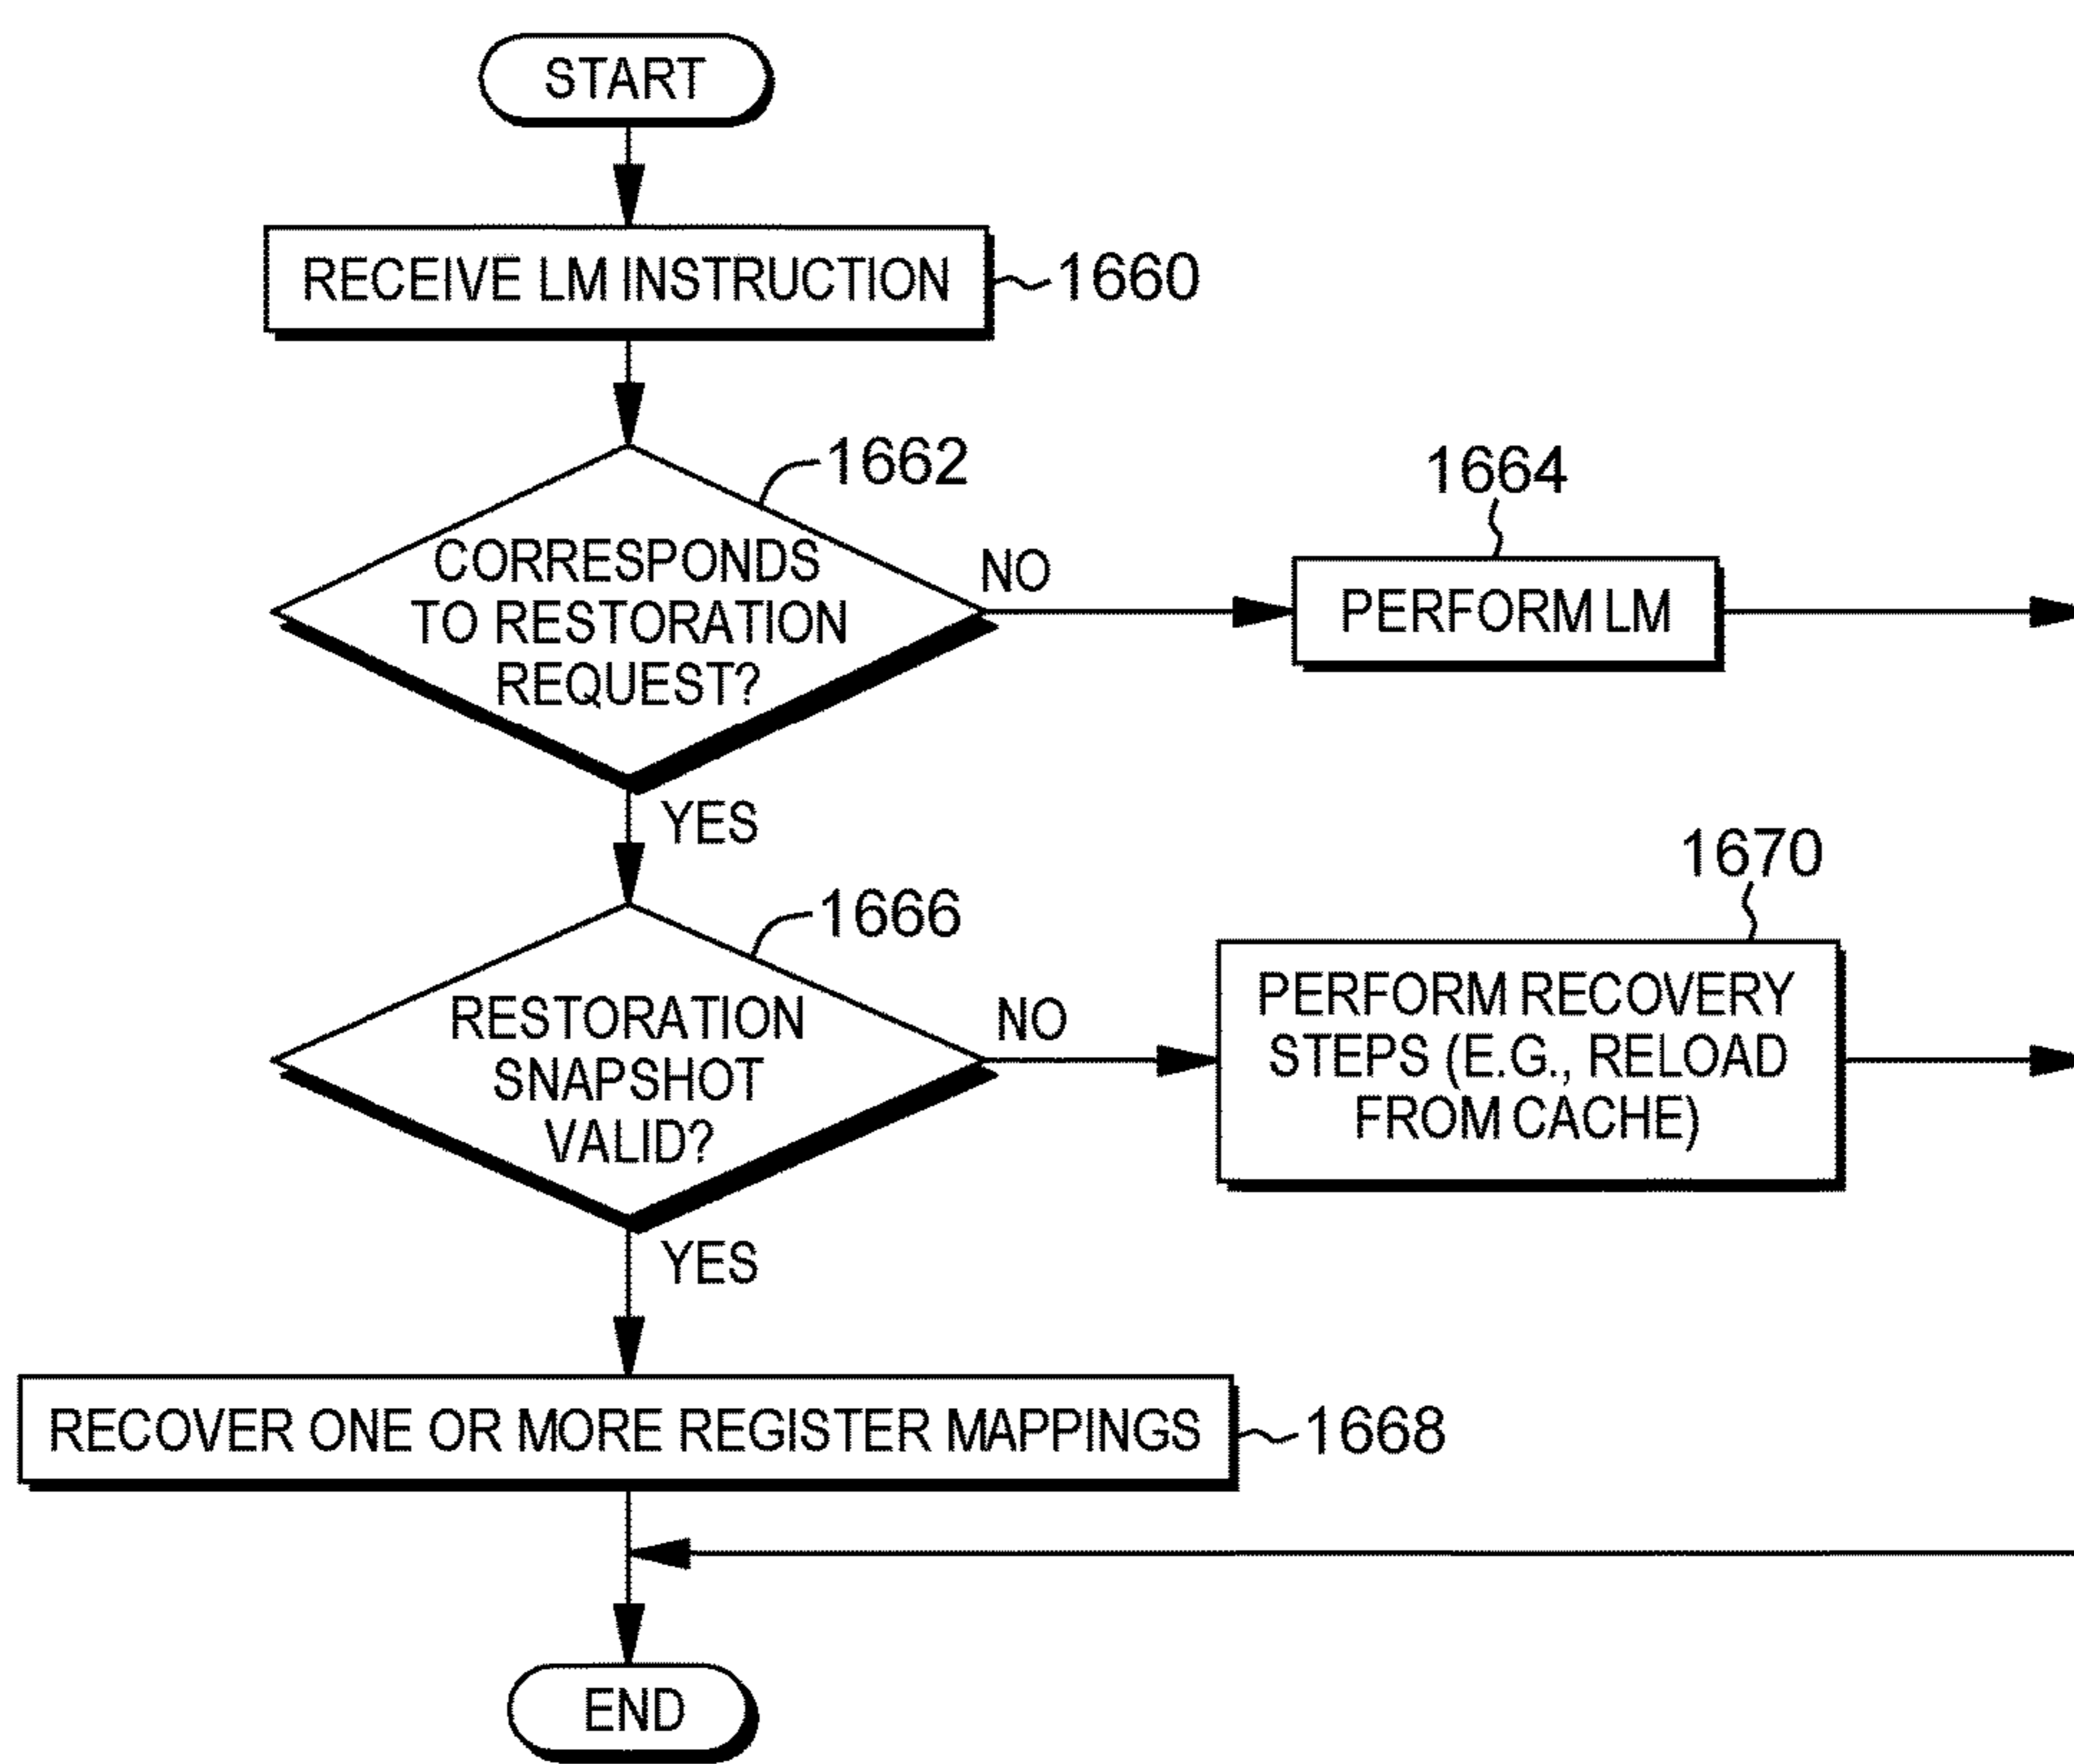 START
RECEIVE LM INSTRUCTION
1660
1662
CORRESPONDS
TO RESTORATION
REQUEST?
NO
1664
PERFORM LM
YES
1666
RESTORATION
SNAPSHOT
VALID?
NO
1670
PERFORM RECOVERY
STEPS (E.G., RELOAD
FROM CACHE)
YES
RECOVER ONE OR MORE REGISTER MAPPINGS
1668
END